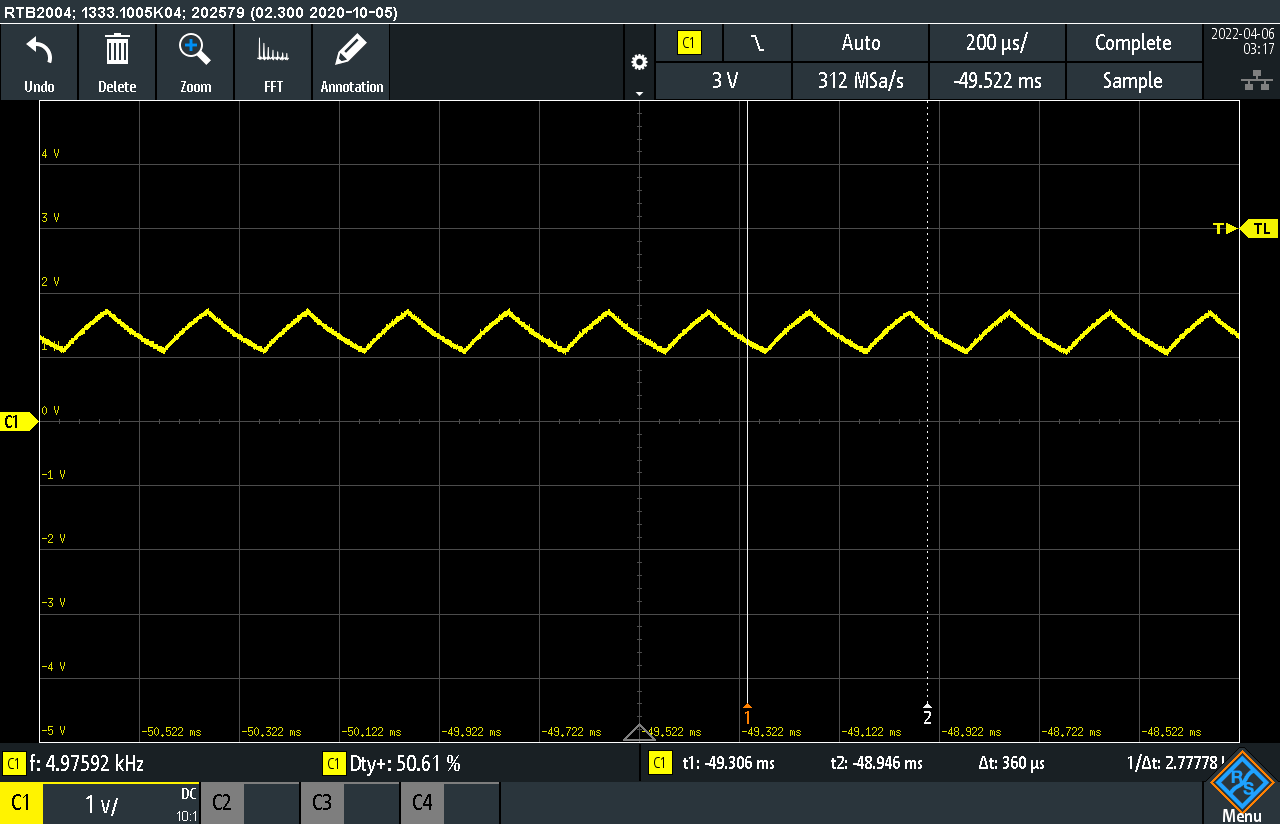 RTB2004; 1333.1005K04; 202579 (02.300 2020-10-05)
Undo Delete Zoom FFT Annotation
C1 Auto 200 µs/ Complete
3 V 312 MSa/s -49.522 ms Sample
2022-04-06
03:17
4 V
3 V
T TL
2 V
1 V
0 V
C1
-1 V
-2 V
-3 V
-4 V
1 2
-5 V -50.522 ms -50.322 ms -50.122 ms -49.922 ms -49.722 ms -49.522 ms -49.322 ms -49.122 ms -48.922 ms -48.722 ms -48.522 ms
C1 f: 4.97592 kHz C1 Dty+: 50.61 % C1 t1: -49.306 ms t2: -48.946 ms Δt: 360 µs 1/Δt: 2.77778
C1 1 V/ DC 10:1 C2 C3 C4
R S
Menu